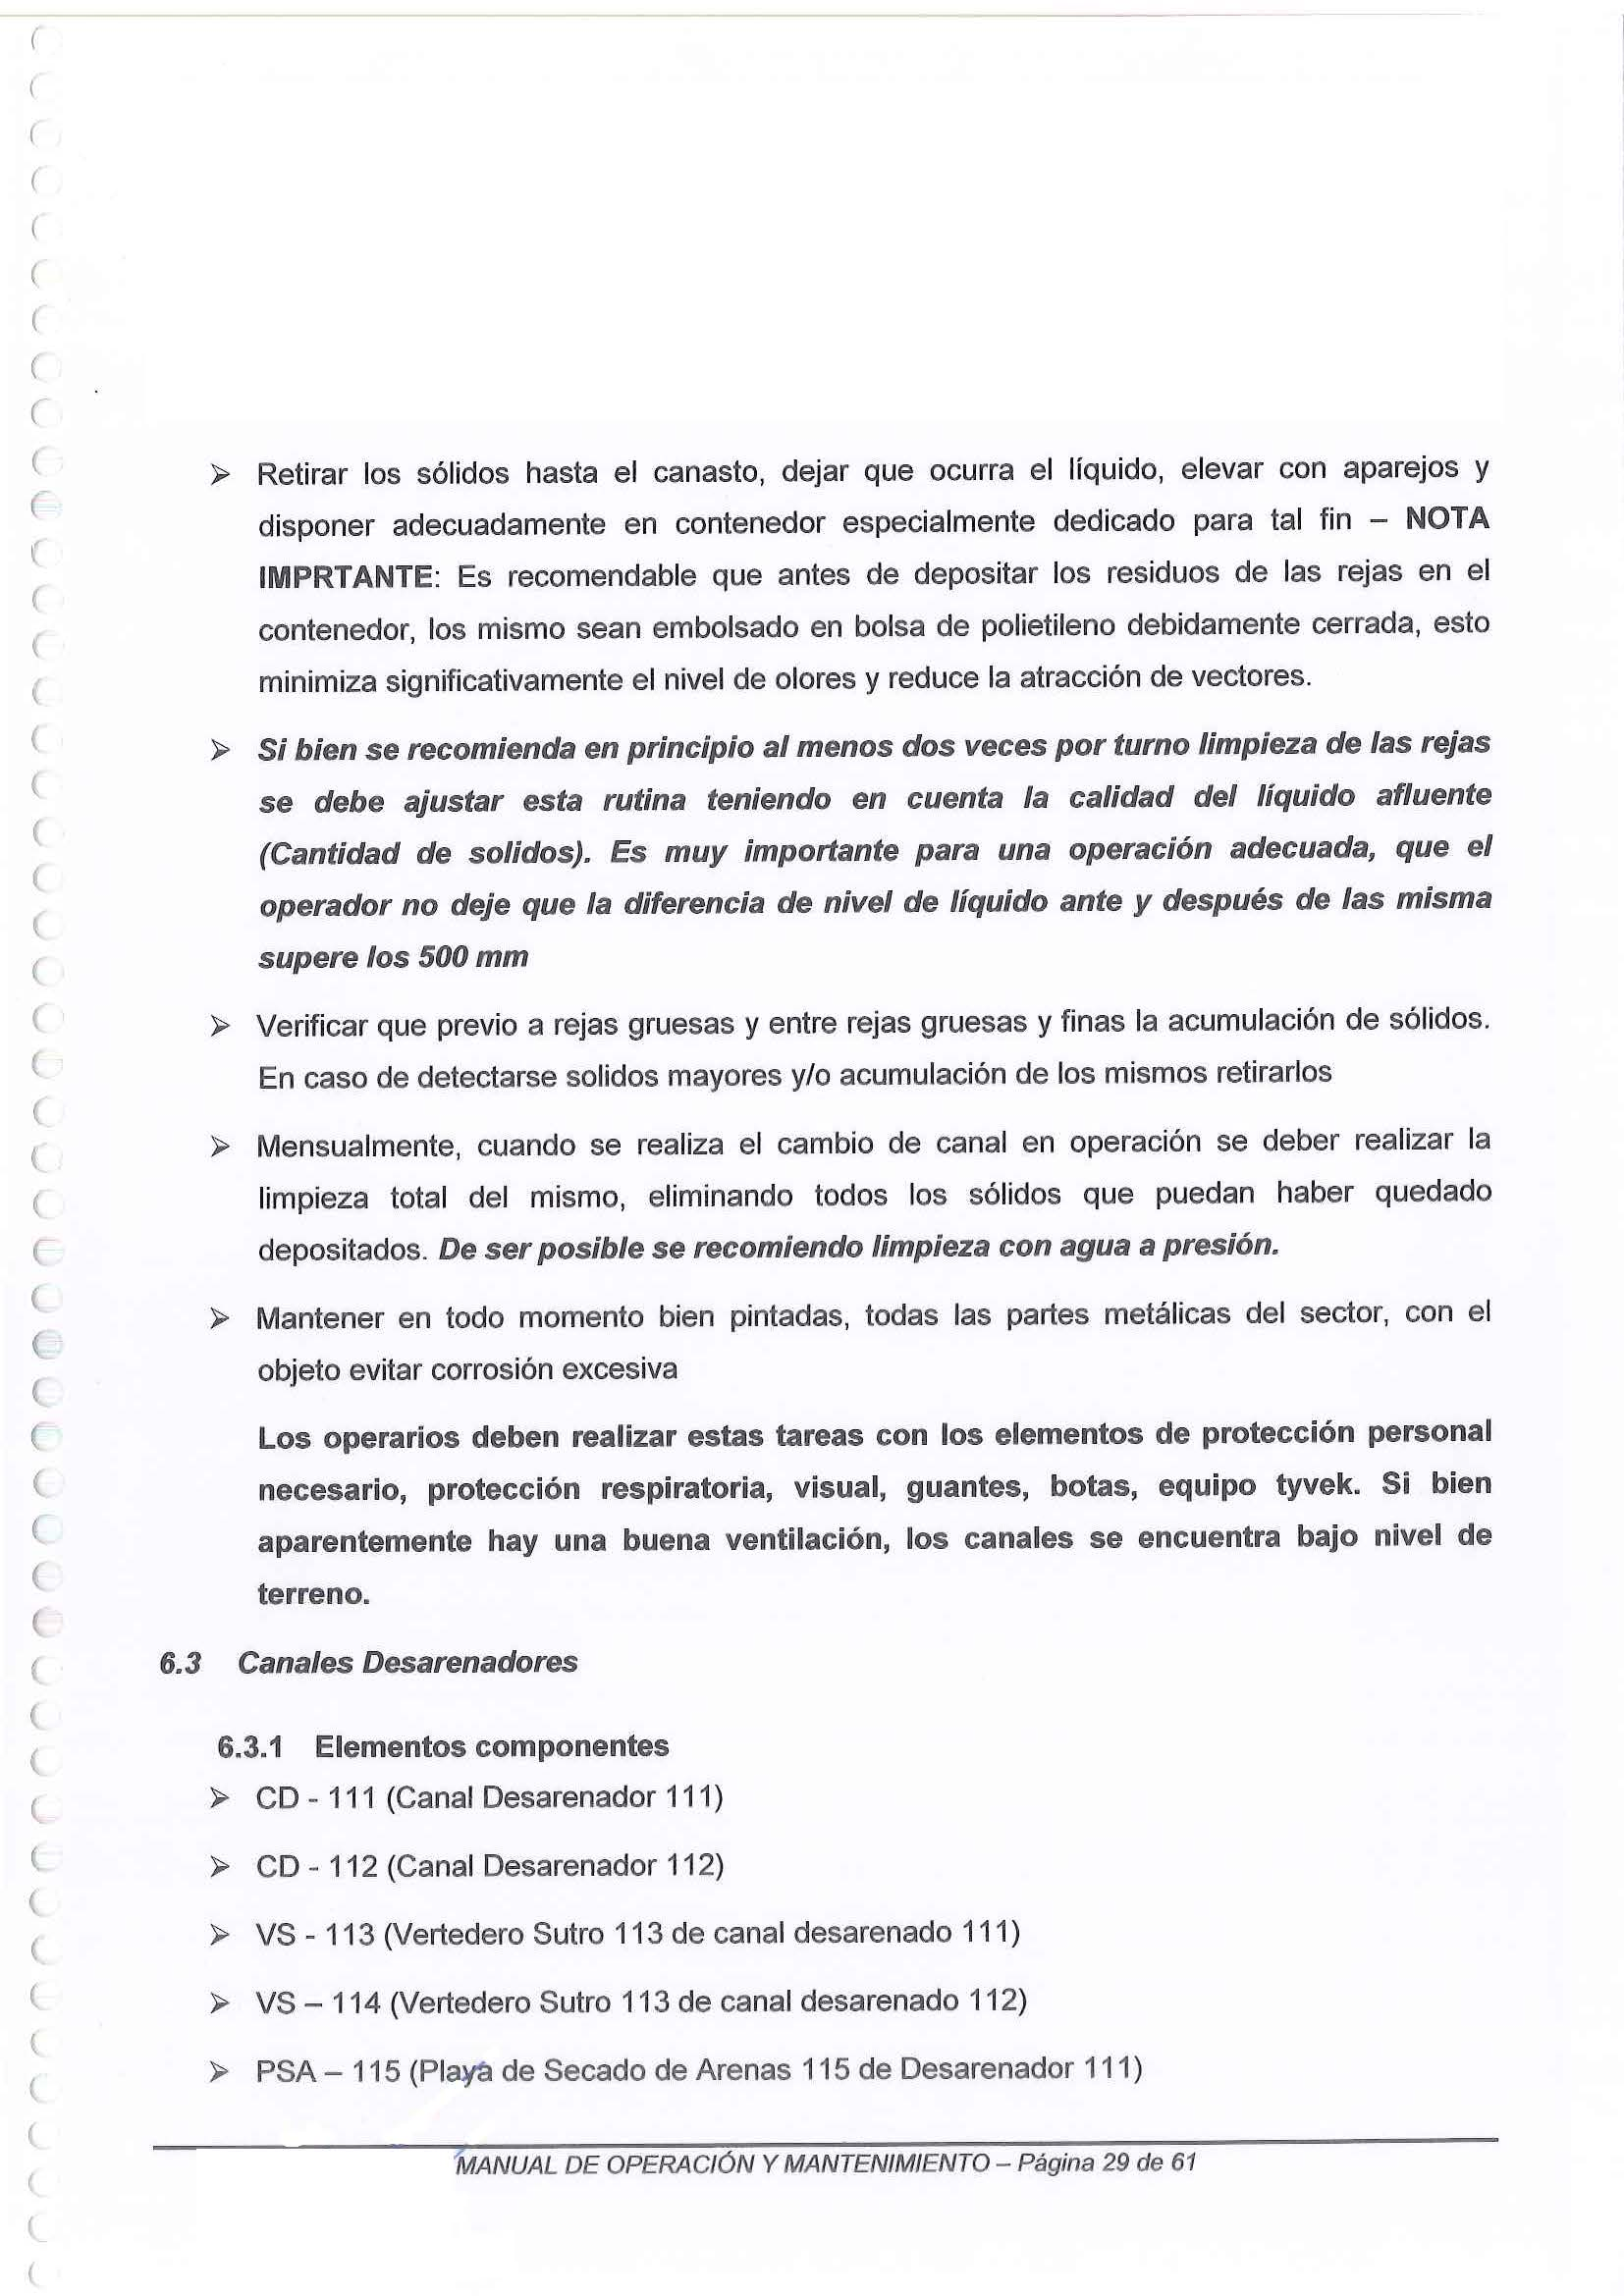 ➢ Retirar los sólidos hasta el canasto, dejar que ocurra el líquido, elevar con aparejos y
disponer adecuadamente en contenedor especialmente dedicado para tal fin – NOTA
IMPRTANTE: Es recomendable que antes de depositar los residuos de las rejas en el
contenedor, los mismo sean embolsado en bolsa de polietileno debidamente cerrada, esto
minimiza significativamente el nivel de olores y reduce la atracción de vectores.
➢ Si bien se recomienda en principio al menos dos veces por turno limpieza de las rejas
se debe ajustar esta rutina teniendo en cuenta la calidad del líquido afluente
(Cantidad de solidos). Es muy importante para una operación adecuada, que el
operador no deje que la diferencia de nivel de líquido ante y después de las misma
supere los 500 mm
➢ Verificar que previo a rejas gruesas y entre rejas gruesas y finas la acumulación de sólidos.
En caso de detectarse solidos mayores y/o acumulación de los mismos retirarlos
➢ Mensualmente, cuando se realiza el cambio de canal en operación se deber realizar la
limpieza total del mismo, eliminando todos los sólidos que puedan haber quedado
depositados. De ser posible se recomiendo limpieza con agua a presión.
➢ Mantener en todo momento bien pintadas, todas las partes metálicas del sector, con el
objeto evitar corrosión excesiva
Los operarios deben realizar estas tareas con los elementos de protección personal
necesario, protección respiratoria, visual, guantes, botas, equipo tyvek. Si bien
aparentemente hay una buena ventilación, los canales se encuentra bajo nivel de
terreno.
6.3 Canales Desarenadores
6.3.1 Elementos componentes
➢ CD - 111 (Canal Desarenador 111)
➢ CD - 112 (Canal Desarenador 112)
➢ VS - 113 (Vertedero Sutro 113 de canal desarenado 111)
➢ VS – 114 (Vertedero Sutro 113 de canal desarenado 112)
➢ PSA – 115 (Playa de Secado de Arenas 115 de Desarenador 111)
MANUAL DE OPERACIÓN Y MANTENIMIENTO – Página 29 de 61